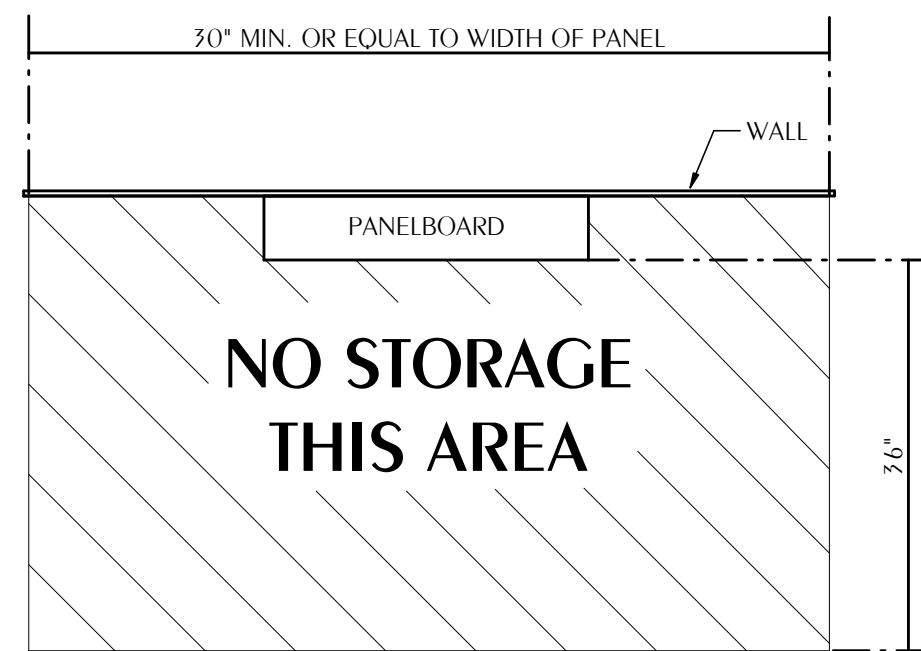 30" MIN. OR EQUAL TO WIDTH OF PANEL
WALL
PANELBOARD
NO STORAGE
THIS AREA
36"